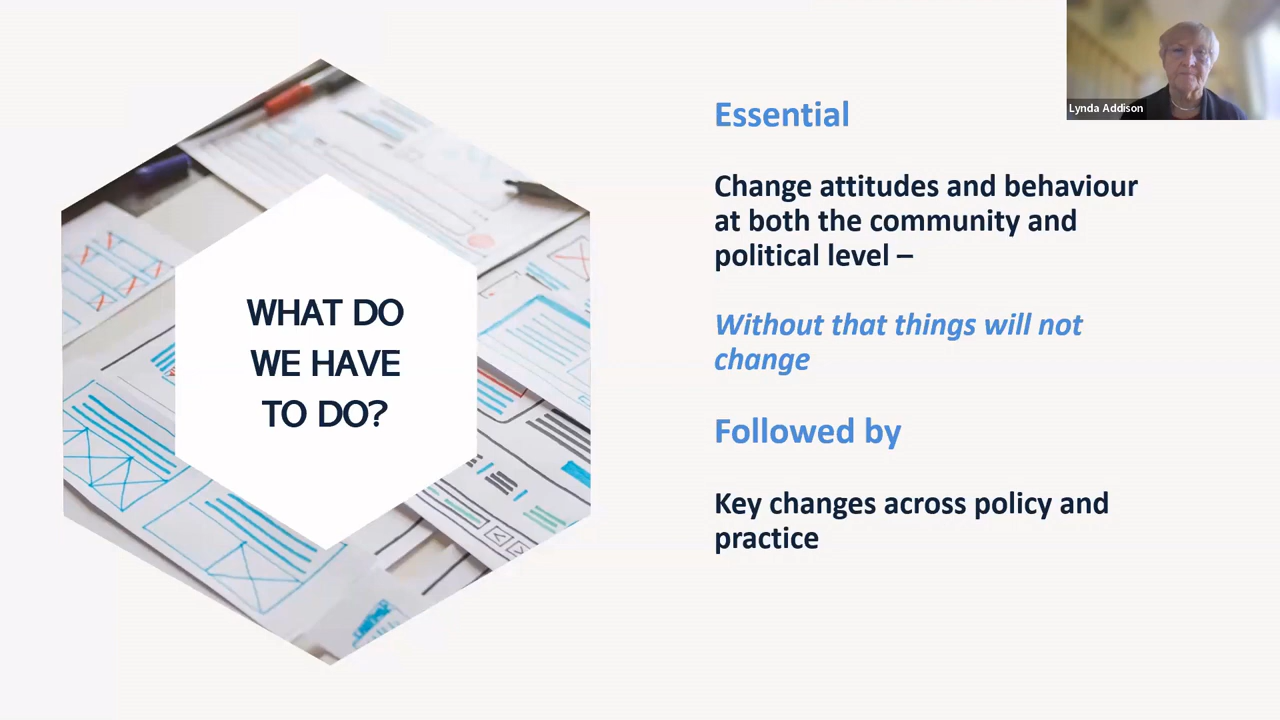 WHAT DO
WE HAVE
TO DO?
Essential
Change attitudes and behaviour
at both the community and
political level –
Without that things will not
change
Followed by
Key changes across policy and
practice
Lynda Addison